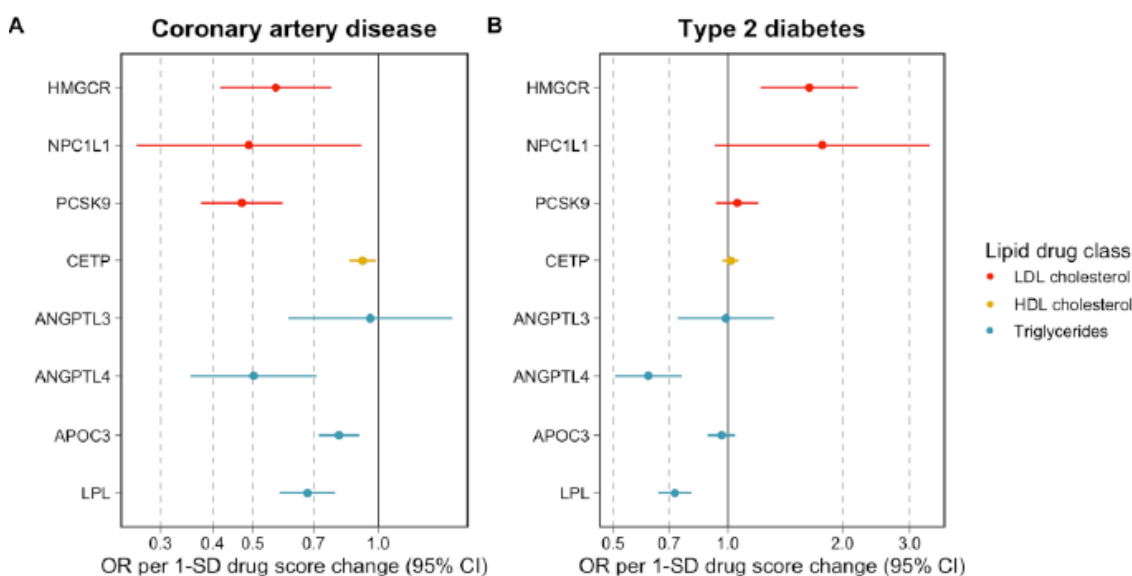 A Coronary artery disease
HMGCR
NPC1L1
PCSK9
CETP
ANGPTL3
ANGPTL4
APOC3
LPL
0.3 0.4 0.5 0.7 1.0
OR per 1-SD drug score change (95% CI)
B Type 2 diabetes
HMGCR
NPC1L1
PCSK9
CETP
ANGPTL3
ANGPTL4
APOC3
LPL
0.5 0.7 1.0 2.0 3.0
OR per 1-SD drug score change (95% CI)
Lipid drug class
LDL cholesterol
HDL cholesterol
Triglycerides